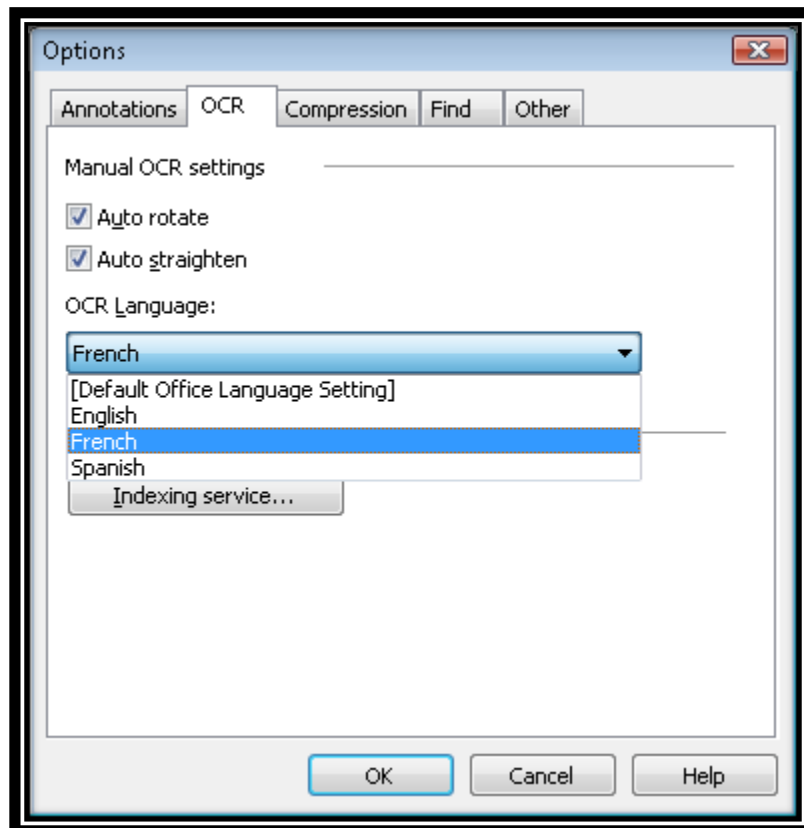 Options
Annotations OCR Compression Find Other
Manual OCR settings
Auto rotate
Auto straighten
OCR Language:
French
[Default Office Language Setting]
English
French
Spanish
Indexing service...
OK Cancel Help